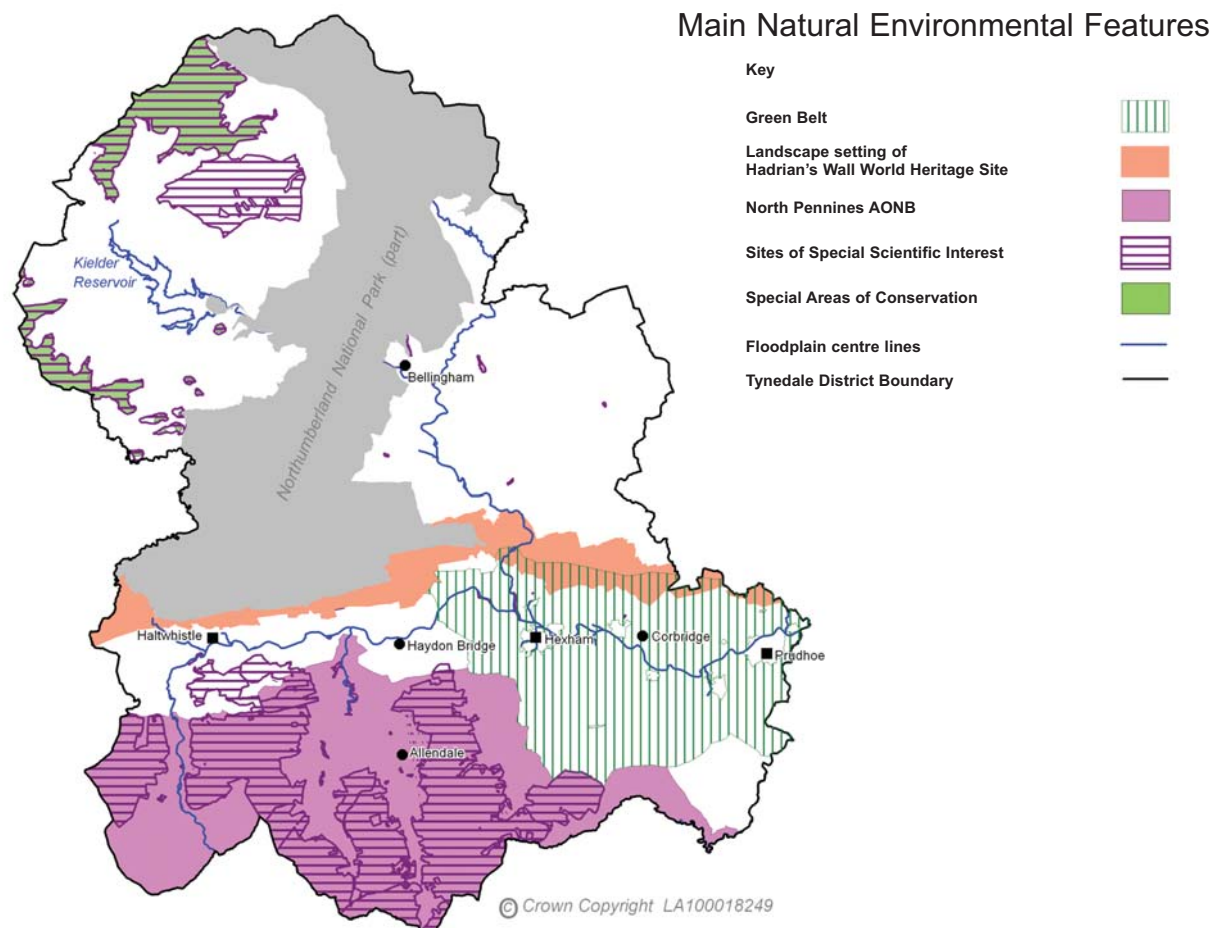 Main Natural Environmental Features
Key
Green Belt
Landscape setting of
Hadrian's Wall World Heritage Site
North Pennines AONB
Sites of Special Scientific Interest
Special Areas of Conservation
Floodplain centre lines
Tynedale District Boundary
Kielder
Reservoir
Northumberland National Park (part)
Bellingham
Haltwhistle
Haydon Bridge
Hexham
Corbridge
Prudhoe
Allendale
© Crown Copyright LA100018249